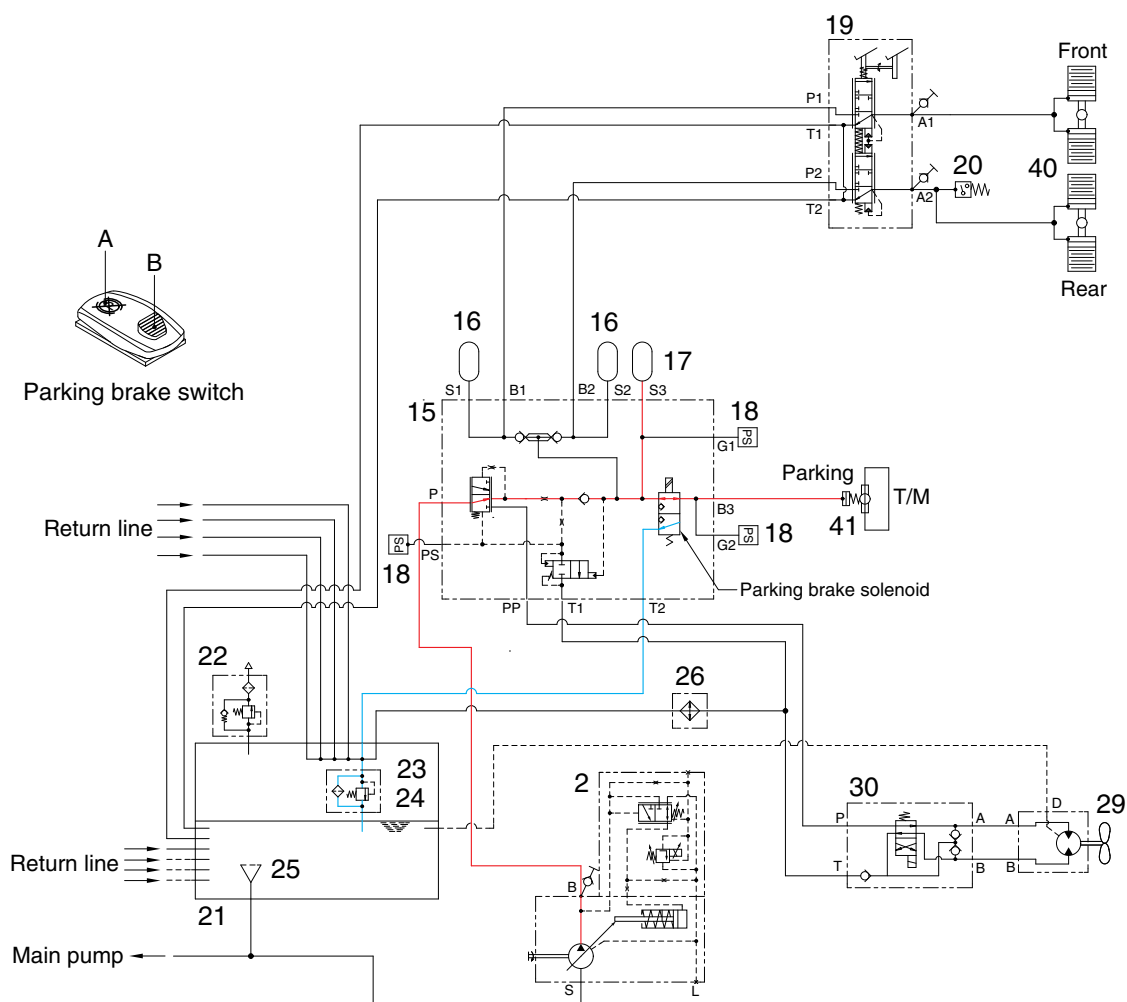 19
Front
P1
A1
T1
P2
20
40
A2
T2
A
B
Rear
16
16
17
Parking brake switch
S1
B1
B2
S2
S3
15
18
PS
G1
Parking
P
T/M
B3
Return line
41
PS
PS
G2
PS
18
18
Parking brake solenoid
PP
T1
T2
22
26
23
2
24
30
D
29
P
A
A
Return line
25
B
T
B
B
21
Main pump
S
L